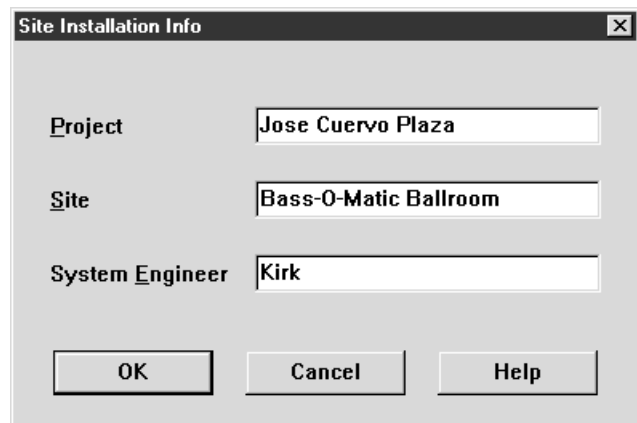 Site Installation Info
Project Jose Cuervo Plaza
Site Bass-O-Matic Ballroom
System Engineer Kirk
OK Cancel Help